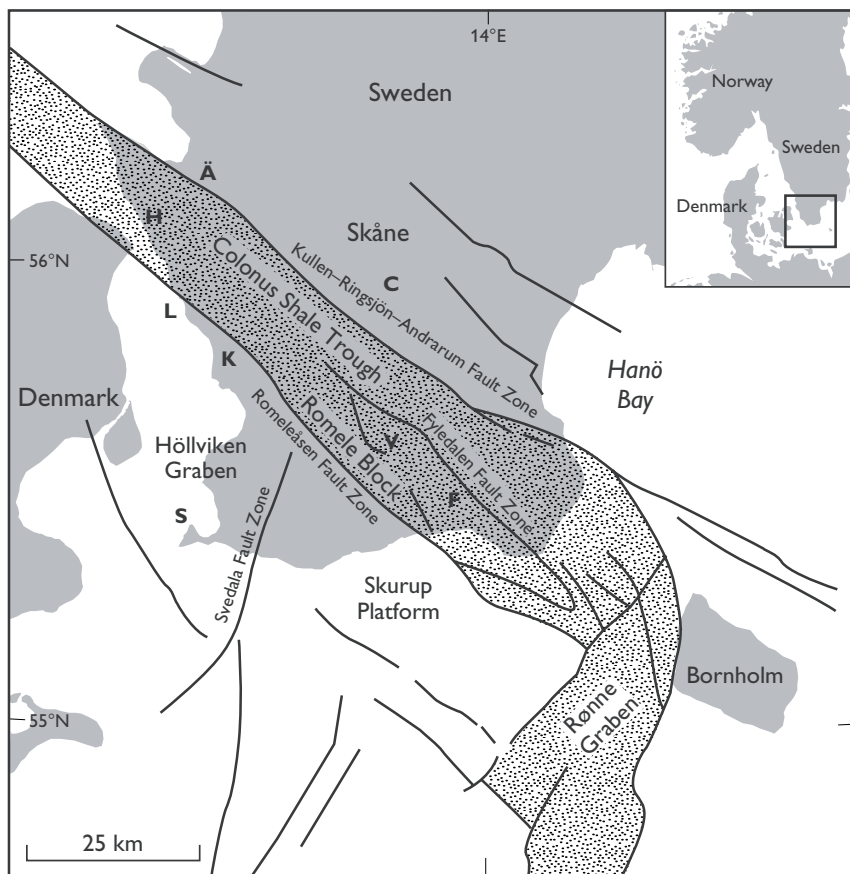 14°E
Sweden
Norway
Sweden
Denmark
Ä
H
Skåne
56°N
C
Colonus Shale Trough
Kullen–Ringsjön–Andrarum Fault Zone
L
K
Hanö
Bay
Denmark
Höllviken
Graben
Romele Block
Romeleåsen Fault Zone
V
Fyledalen Fault Zone
F
S
Svedala Fault Zone
Skurup
Platform
Bornholm
Rønne
Graben
55°N
25 km